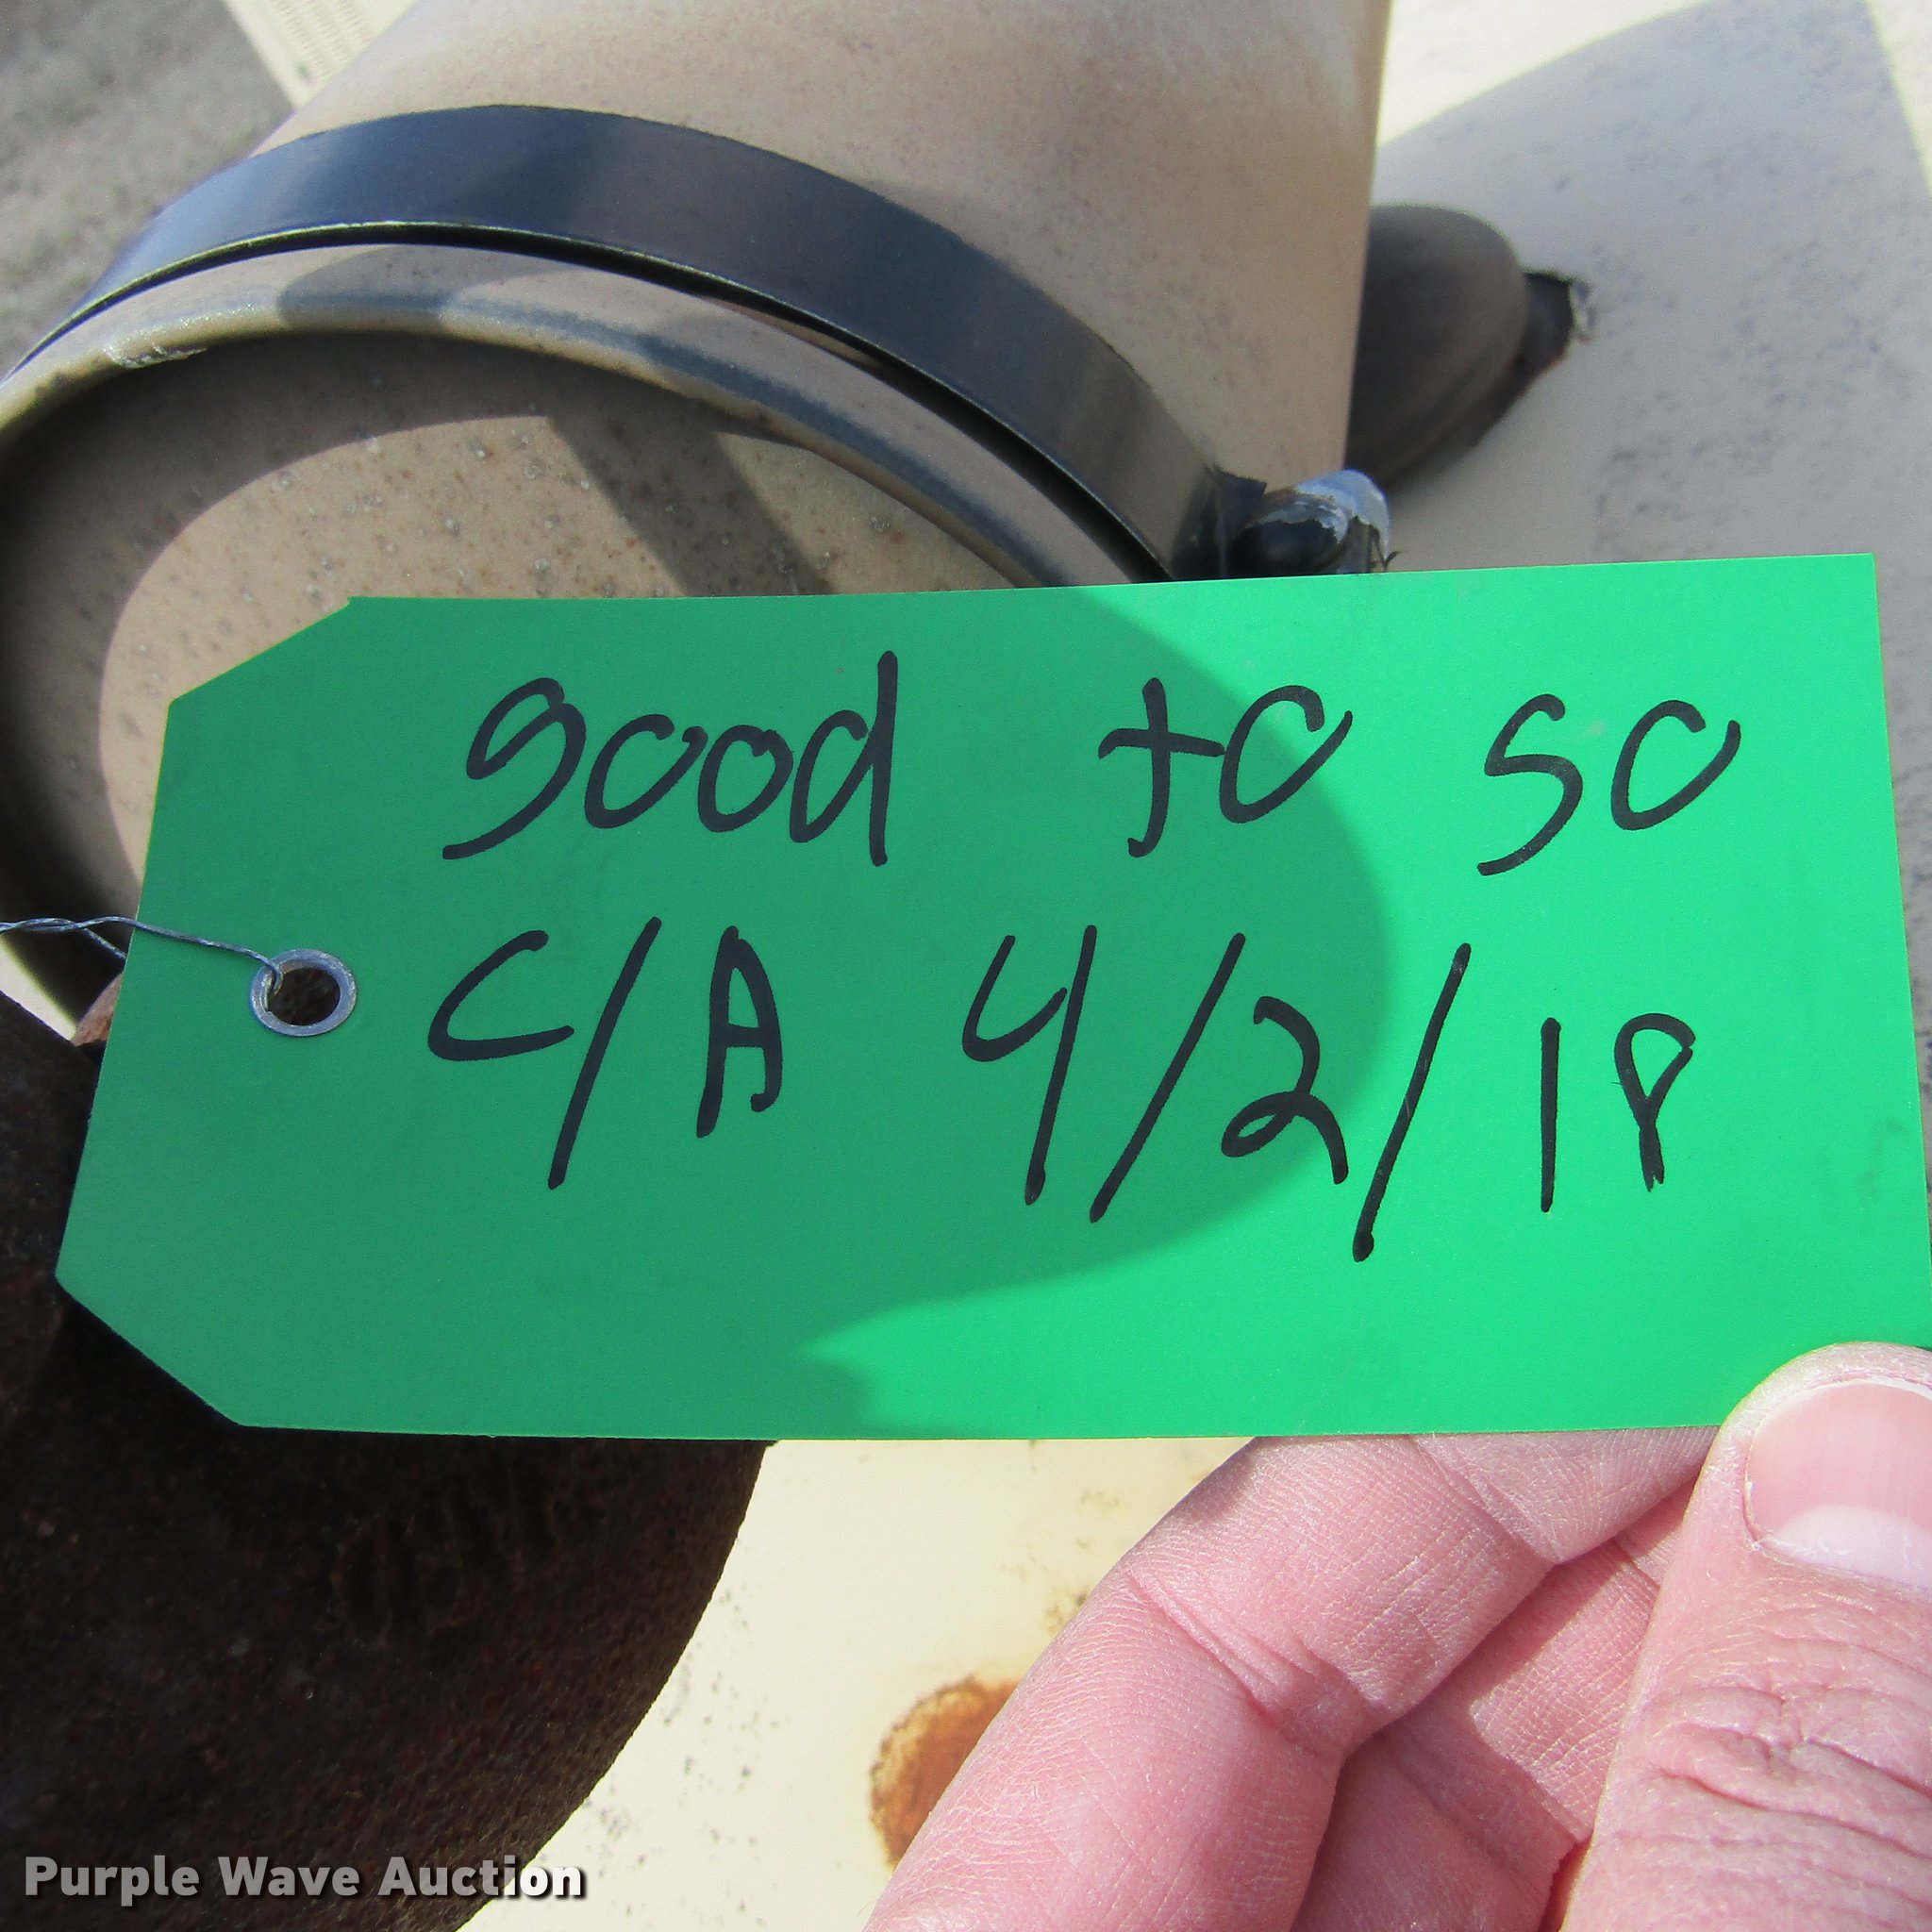 good to go
C/A 4/2/18
Purple Wave Auction